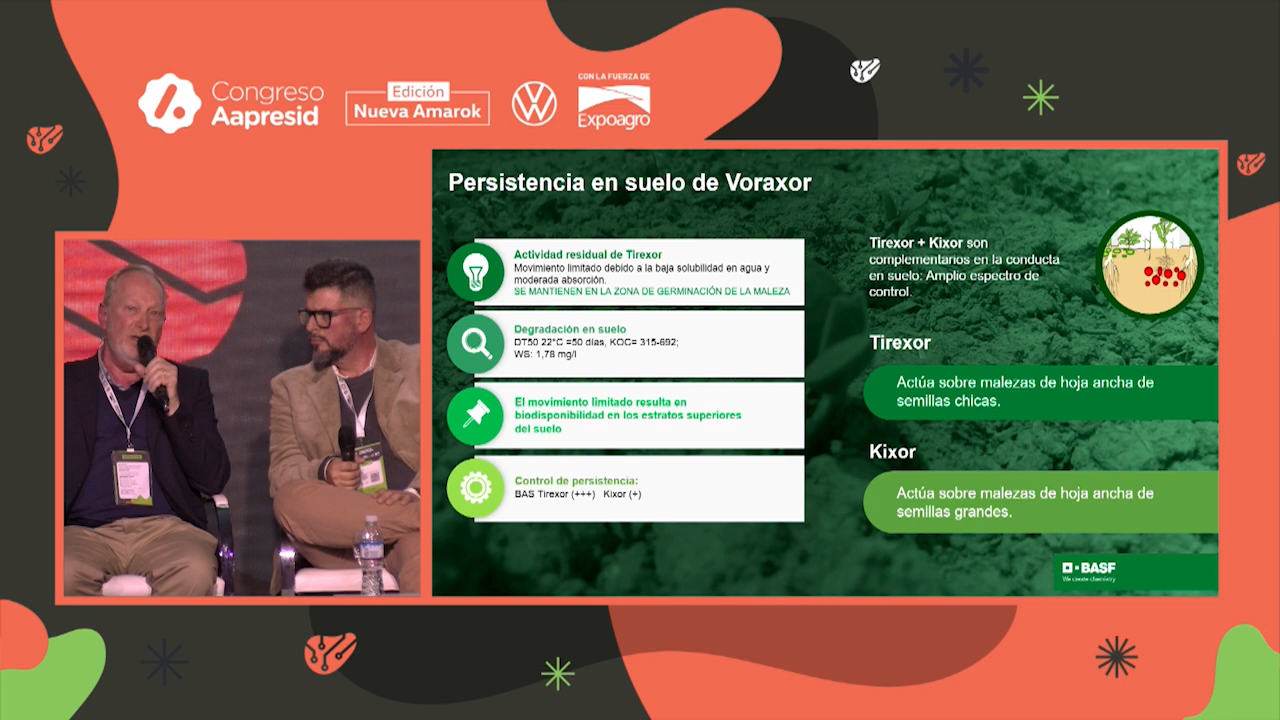 Congreso
Aapresid
Edición
Nueva Amarok
CON LA FUERZA DE
Expoagro
Persistencia en suelo de Voraxor
Actividad residual de Tirexor
Movimiento limitado debido a la baja solubilidad en agua y
moderada absorción.
SE MANTIENEN EN LA ZONA DE GERMINACIÓN DE LA MALEZA
Degradación en suelo
DT50 22°C =50 días, KOC= 315-692;
WS: 1,78 mg/l
El movimiento limitado resulta en
biodisponibilidad en los estratos superiores
del suelo
Control de persistencia:
BAS Tirexor (+++) Kixor (+)
Tirexor + Kixor son
complementarios en la conducta
en suelo: Amplio espectro de
control.
Tirexor
Actúa sobre malezas de hoja ancha de
semillas chicas.
Kixor
Actúa sobre malezas de hoja ancha de
semillas grandes.
BASF
We create chemistry